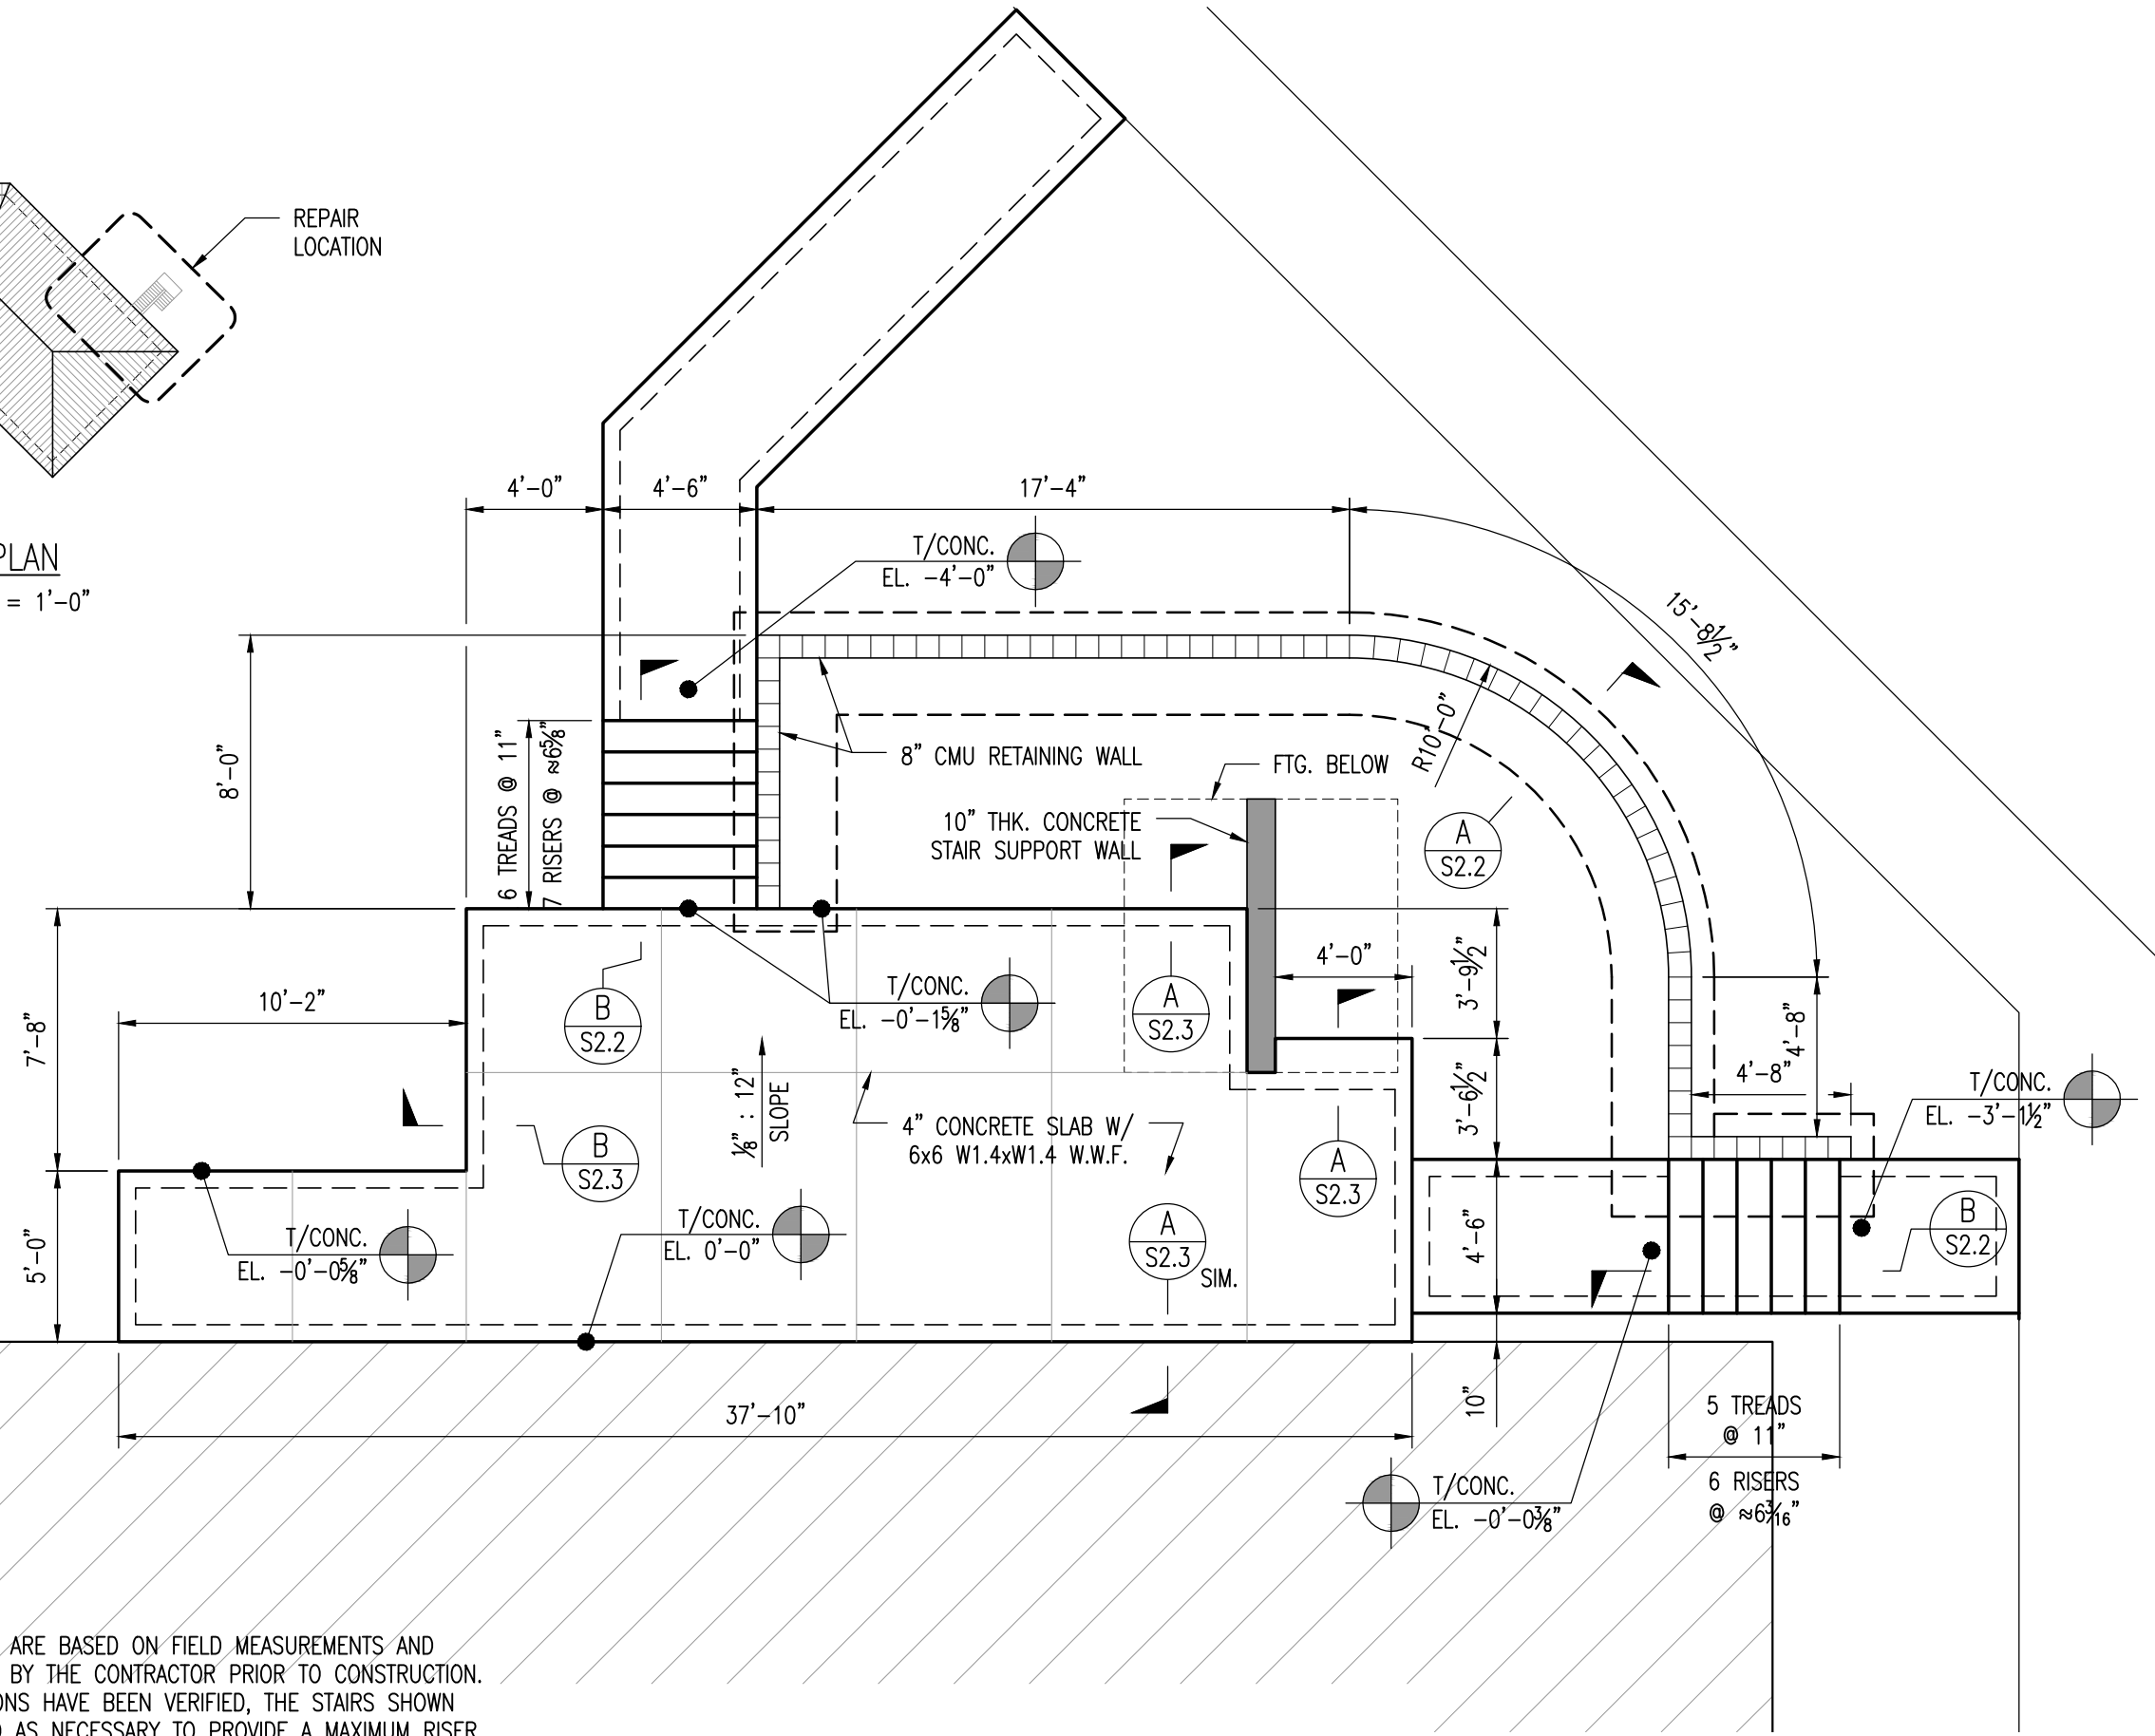 REPAIR
LOCATION
PLAN
= 1'-0"
4'-0"
4'-6"
17'-4"
T/CONC.
EL. -4'-0"
15'-8½"
8'-0"
6 TREADS @ 11"
7 RISERS @ ≈6⅝"
8" CMU RETAINING WALL
R10'-0"
FTG. BELOW
10" THK. CONCRETE
STAIR SUPPORT WALL
A
S2.2
7'-8"
10'-2"
B
S2.2
T/CONC.
EL. -0'-1⅝"
A
S2.3
4'-0"
3'-9½"
4'-8"
4'-8"
T/CONC.
EL. -3'-1½"
⅛" : 12"
SLOPE
4" CONCRETE SLAB W/
6x6 W1.4xW1.4 W.W.F.
3'-6½"
B
S2.3
A
S2.3
5'-0"
T/CONC.
EL. -0'-0⅝"
T/CONC.
EL. 0'-0"
A
S2.3
SIM.
4'-6"
B
S2.2
37'-10"
10"
5 TREADS
@ 11"
6 RISERS
@ ≈6³⁄₁₆"
T/CONC.
EL. -0'-0⅜"
ARE BASED ON FIELD MEASUREMENTS AND
BY THE CONTRACTOR PRIOR TO CONSTRUCTION.
ONS HAVE BEEN VERIFIED, THE STAIRS SHOWN
AS NECESSARY TO PROVIDE A MAXIMUM RISER